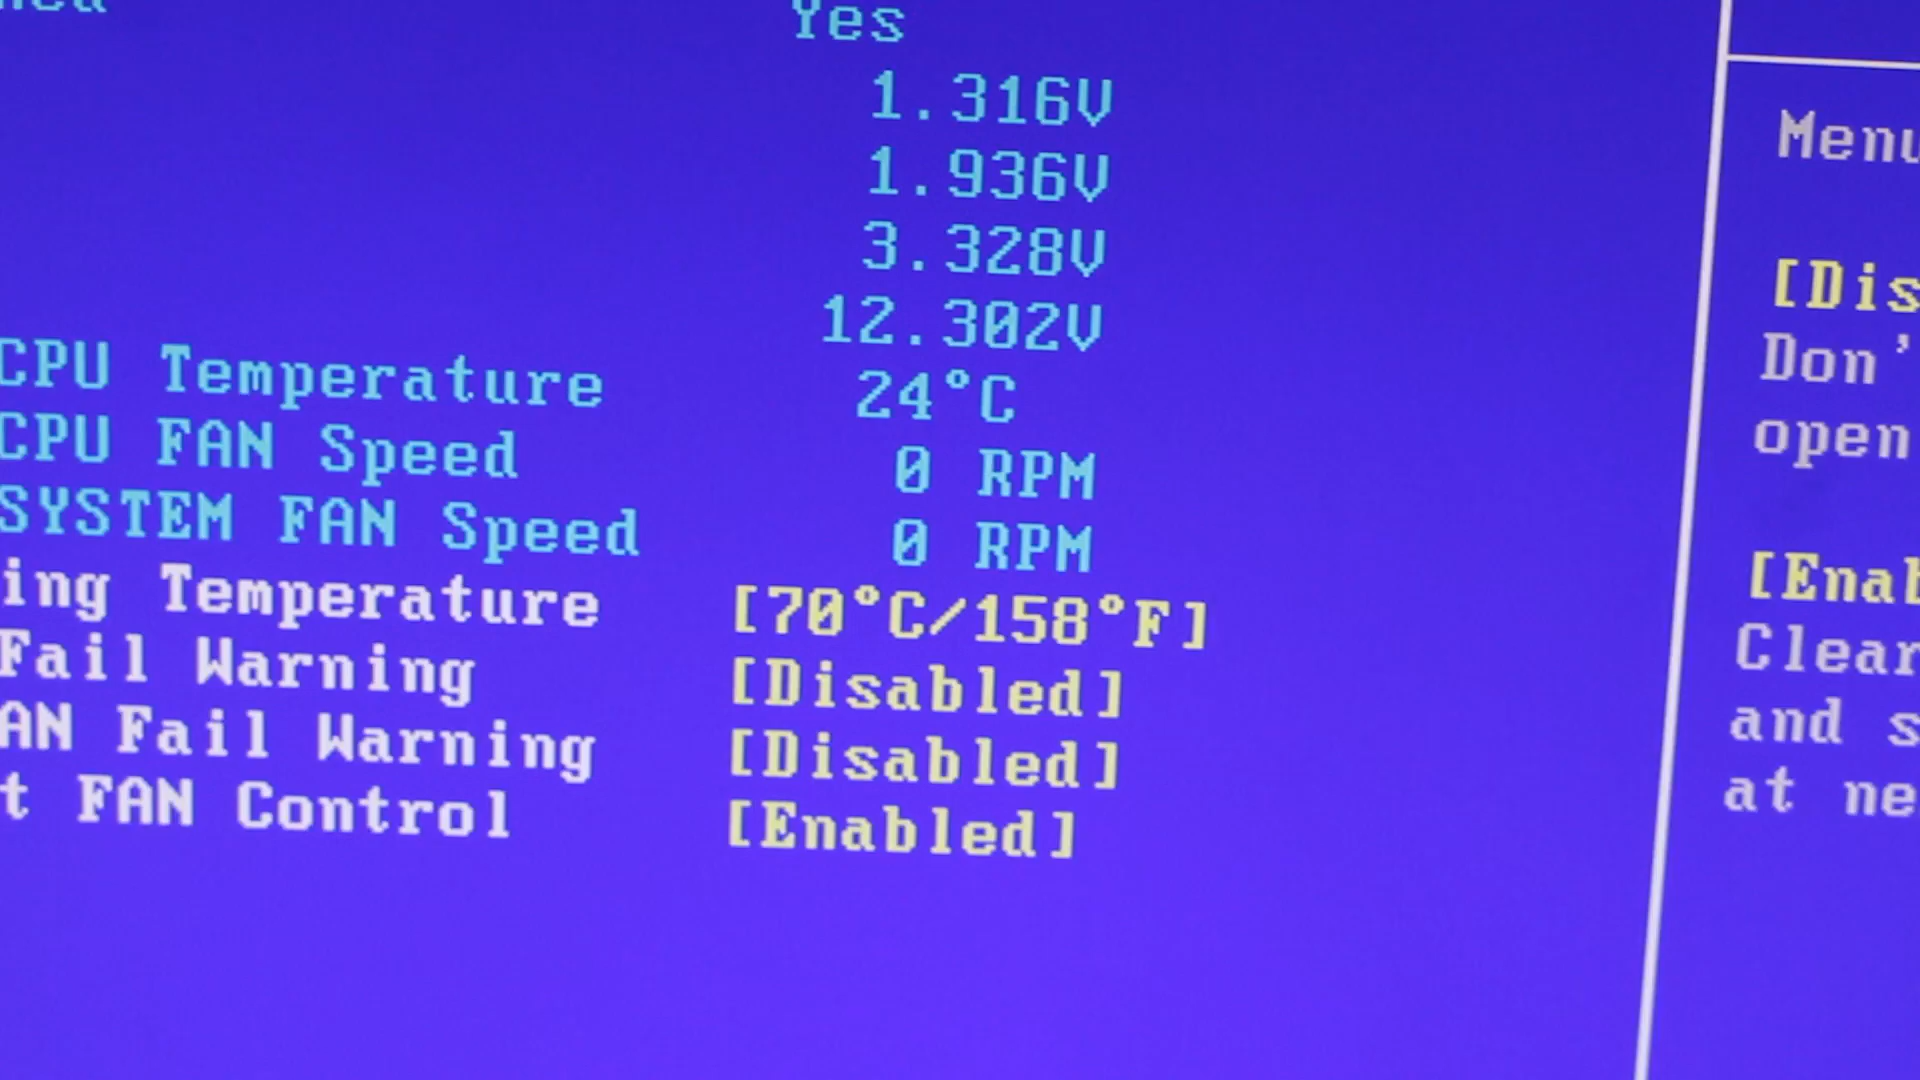 Yes
1.316V
1.936V
3.328V
12.302V
CPU Temperature 24°C
CPU FAN Speed 0 RPM
SYSTEM FAN Speed 0 RPM
ing Temperature [70°C/158°F]
Fail Warning [Disabled]
AN Fail Warning [Disabled]
t FAN Control [Enabled]
Menu
[Dis
Don'
open
[Enab
Clear
and s
at ne